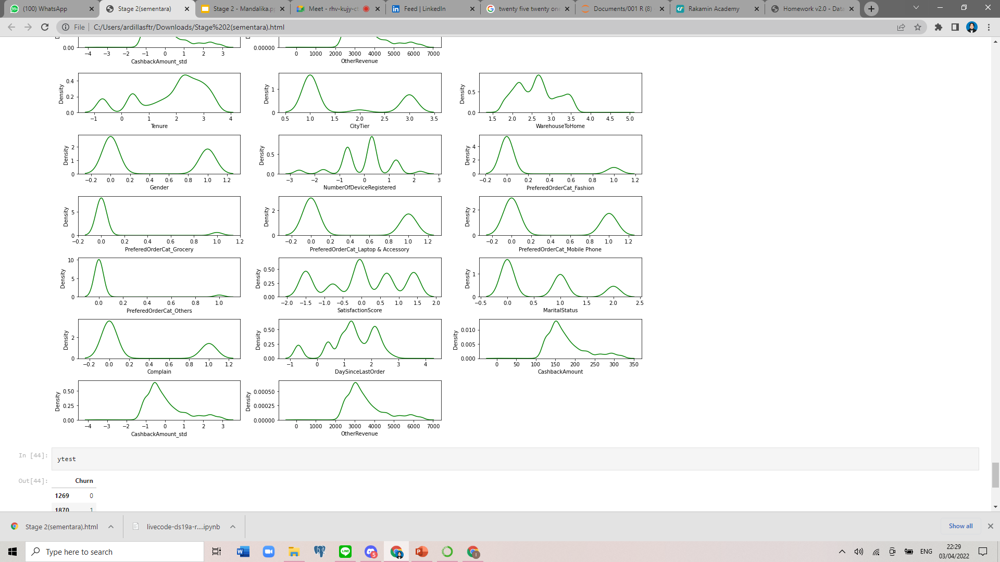 (100) WhatsApp
Stage 2(sementara)
Stage 2 - Mandalika.pp
Meet - rhv-kujy-ct
Feed | LinkedIn
twenty five twenty one
Documents/001 R (8)
Rakamin Academy
Homework v2.0 - Data
File | C:/Users/ardillasftr/Downloads/Stage%202(sementara).html
0.00
−4 −3 −2 −1 0 1 2 3
CashbackAmount_std
0.00000
0 1000 2000 3000 4000 5000 6000 7000
OtherRevenue
Density
0.4
0.2
0.0
−1 0 1 2 3 4
Tenure
Density
1
0
0.5 1.0 1.5 2.0 2.5 3.0 3.5
CityTier
Density
0.5
0.0
1.5 2.0 2.5 3.0 3.5 4.0 4.5 5.0
WarehouseToHome
Density
2
1
0
−0.2 0.0 0.2 0.4 0.6 0.8 1.0 1.2
Gender
Density
0.5
0.0
−3 −2 −1 0 1 2 3
NumberOfDeviceRegistered
Density
4
2
0
−0.2 0.0 0.2 0.4 0.6 0.8 1.0 1.2
PreferedOrderCat_Fashion
Density
5
0
−0.2 0.0 0.2 0.4 0.6 0.8 1.0 1.2
PreferedOrderCat_Grocery
Density
2
0
−0.2 0.0 0.2 0.4 0.6 0.8 1.0 1.2
PreferedOrderCat_Laptop & Accessory
Density
2
0
−0.2 0.0 0.2 0.4 0.6 0.8 1.0 1.2
PreferedOrderCat_Mobile Phone
Density
10
5
0
0.0 0.2 0.4 0.6 0.8 1.0
PreferedOrderCat_Others
Density
0.50
0.25
0.00
−2.0 −1.5 −1.0 −0.5 0.0 0.5 1.0 1.5 2.0
SatisfactionScore
Density
1
0
−0.5 0.0 0.5 1.0 1.5 2.0 2.5
MaritalStatus
Density
2
0
−0.2 0.0 0.2 0.4 0.6 0.8 1.0 1.2
Complain
Density
0.50
0.25
0.00
−1 0 1 2 3 4
DaySinceLastOrder
Density
0.010
0.005
0.000
0 50 100 150 200 250 300 350
CashbackAmount
Density
0.50
0.25
0.00
−4 −3 −2 −1 0 1 2 3
CashbackAmount_std
Density
0.00050
0.00025
0.00000
0 1000 2000 3000 4000 5000 6000 7000
OtherRevenue
In [44]:
ytest
Out[44]:
Churn
1269 0
1870 1
Stage 2(sementara).html
livecode-ds19a-r....ipynb
Show all
Type here to search
5
ENG
22:29
03/04/2022